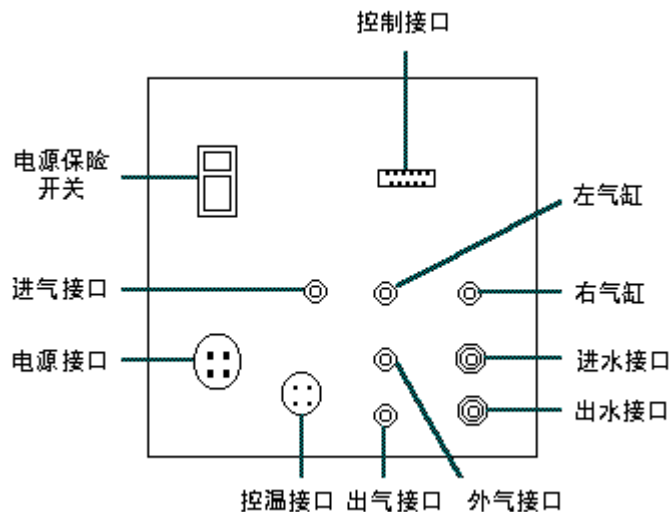 控制接口
电源保险
开关
左气缸
进气接口
右气缸
电源接口
进水接口
出水接口
控温接口
出气接口
外气接口